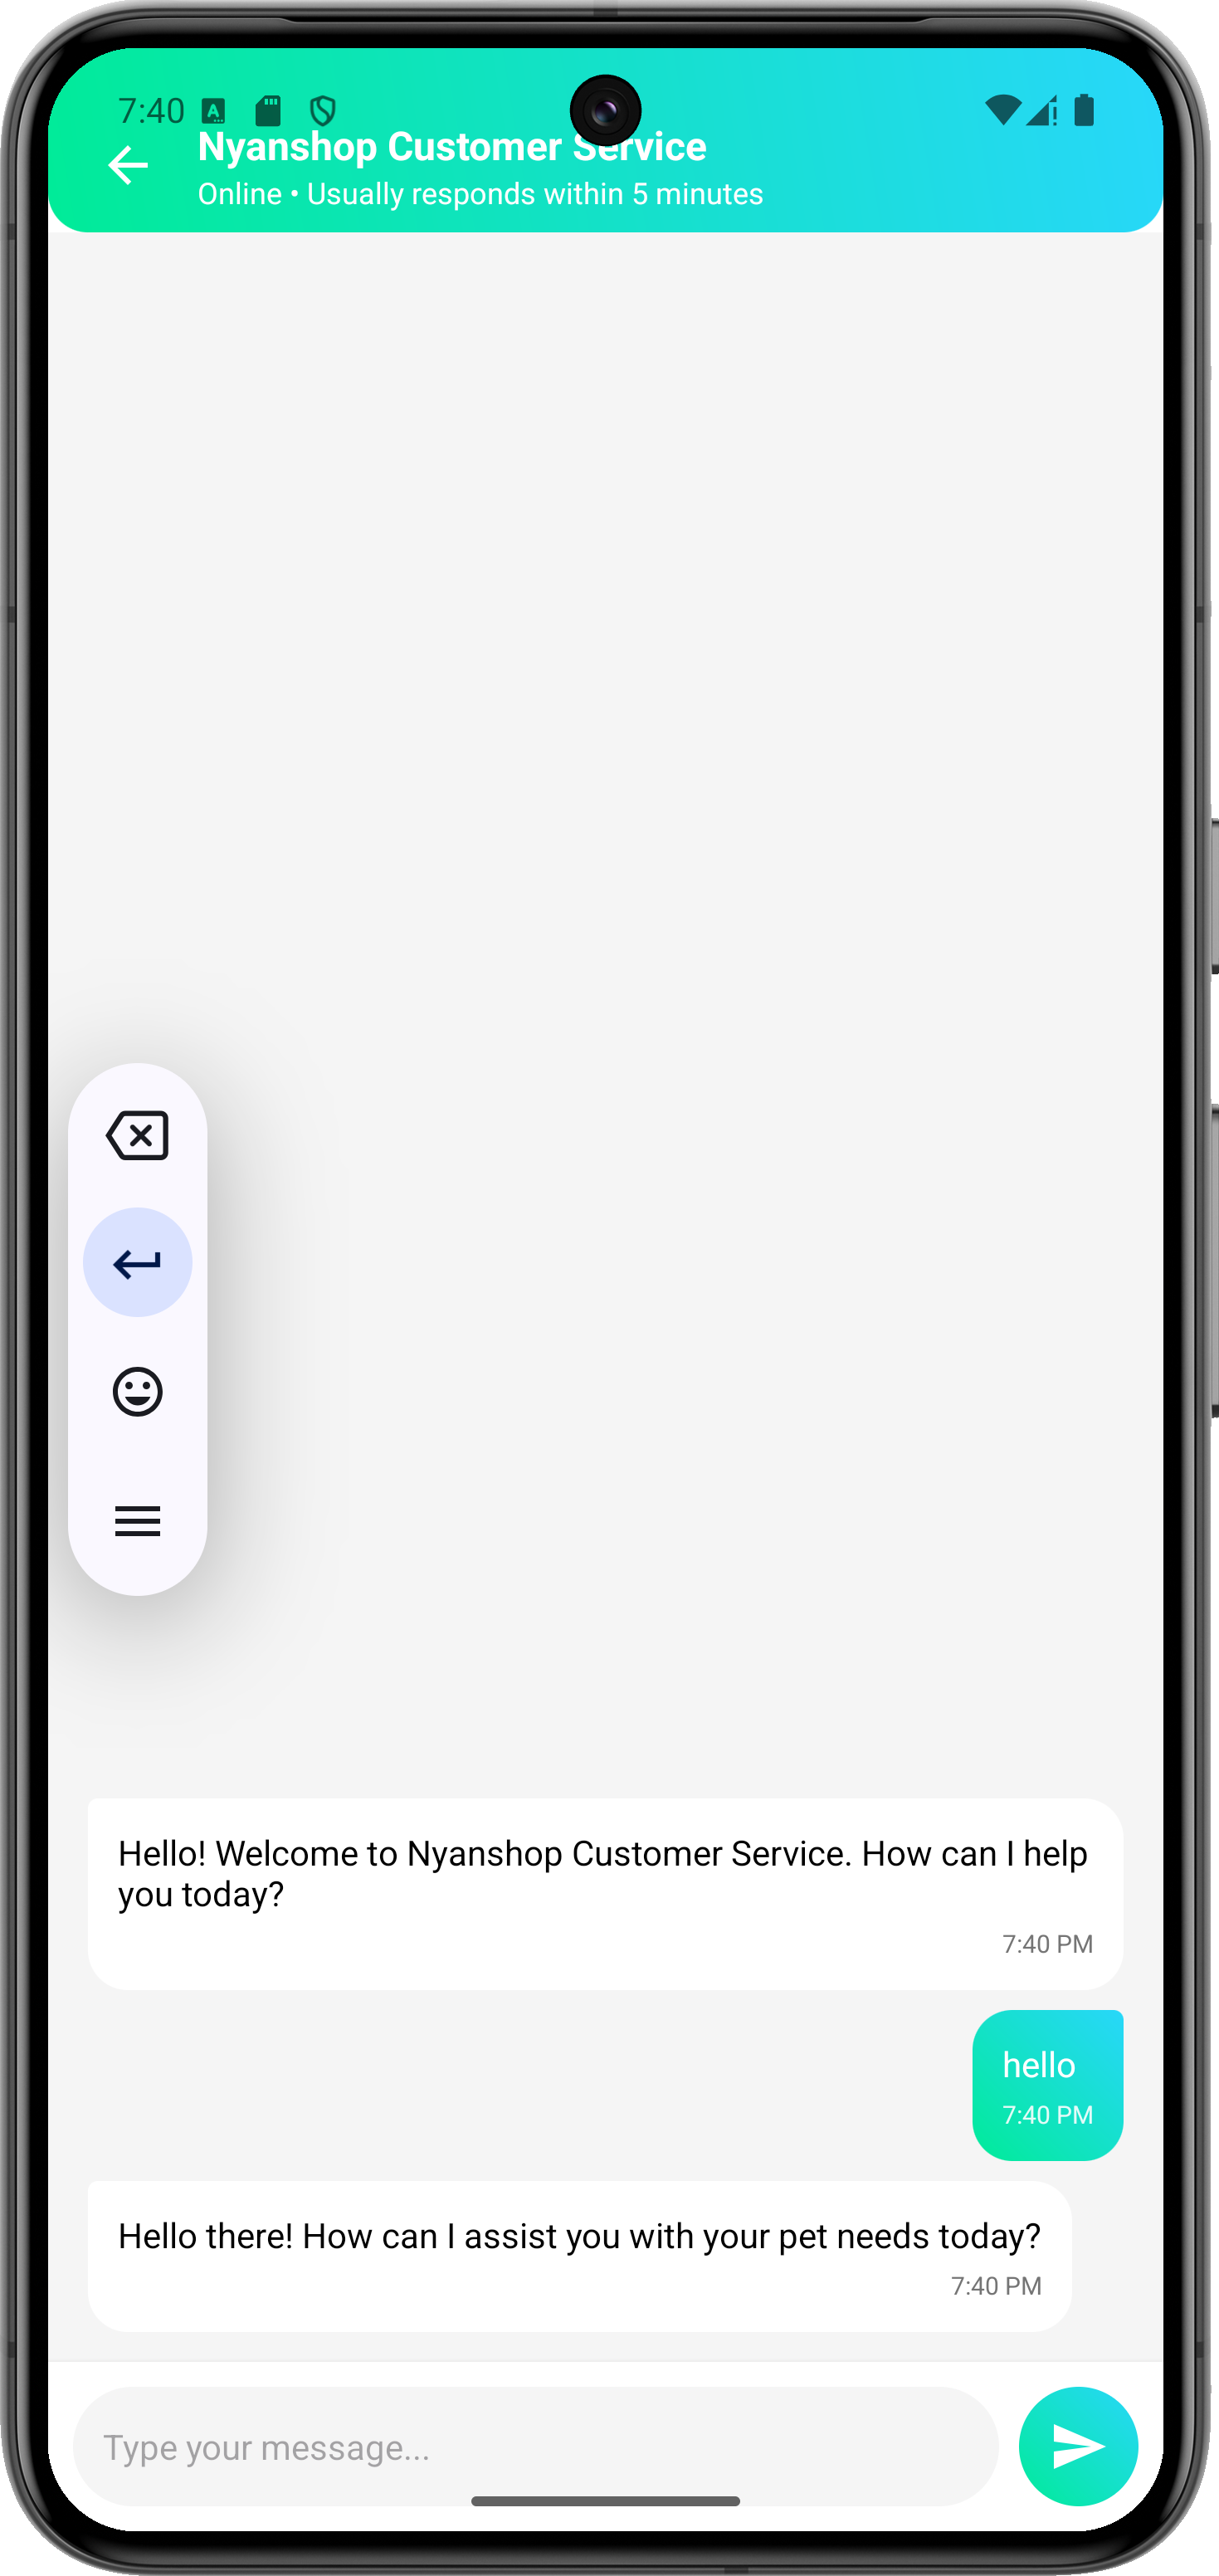 7:40
Nyanshop Customer Service
Online • Usually responds within 5 minutes
Hello! Welcome to Nyanshop Customer Service. How can I help
you today?
7:40 PM
hello
7:40 PM
Hello there! How can I assist you with your pet needs today?
7:40 PM
Type your message...